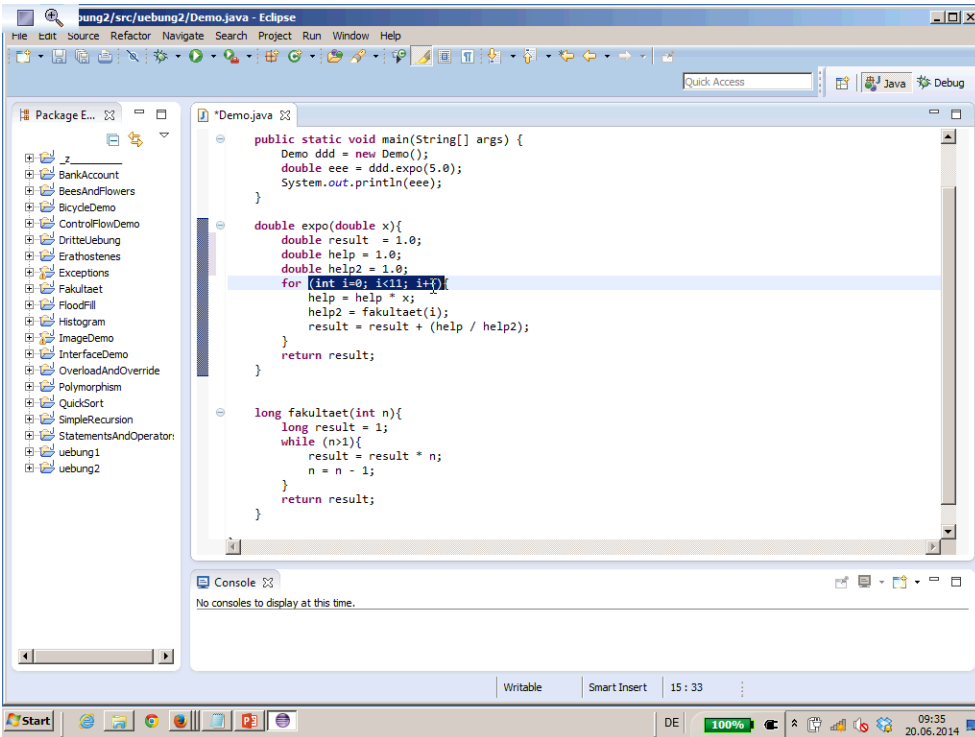 bung2/src/uebung2/Demo.java - Eclipse
File Edit Source Refactor Navigate Search Project Run Window Help
Quick Access
Java
Debug
Package E...
*Demo.java
_z_________
BankAccount
BeesAndFlowers
BicycleDemo
ControlFlowDemo
DritteUebung
Erathostenes
Exceptions
Fakultaet
FloodFill
Histogram
ImageDemo
InterfaceDemo
OverloadAndOverride
Polymorphism
QuickSort
SimpleRecursion
StatementsAndOperator
uebung1
uebung2
public static void main(String[] args) {
Demo ddd = new Demo();
double eee = ddd.expo(5.0);
System.out.println(eee);
}
double expo(double x){
double result  = 1.0;
double help = 1.0;
double help2 = 1.0;
for (int i=0; i<11; i++){
help = help * x;
help2 = fakultaet(i);
result = result + (help / help2);
}
return result;
}
long fakultaet(int n){
long result = 1;
while (n>1){
result = result * n;
n = n - 1;
}
return result;
}
Console
No consoles to display at this time.
Writable
Smart Insert
15 : 33
Start
DE
100%
09:35
20.06.2014